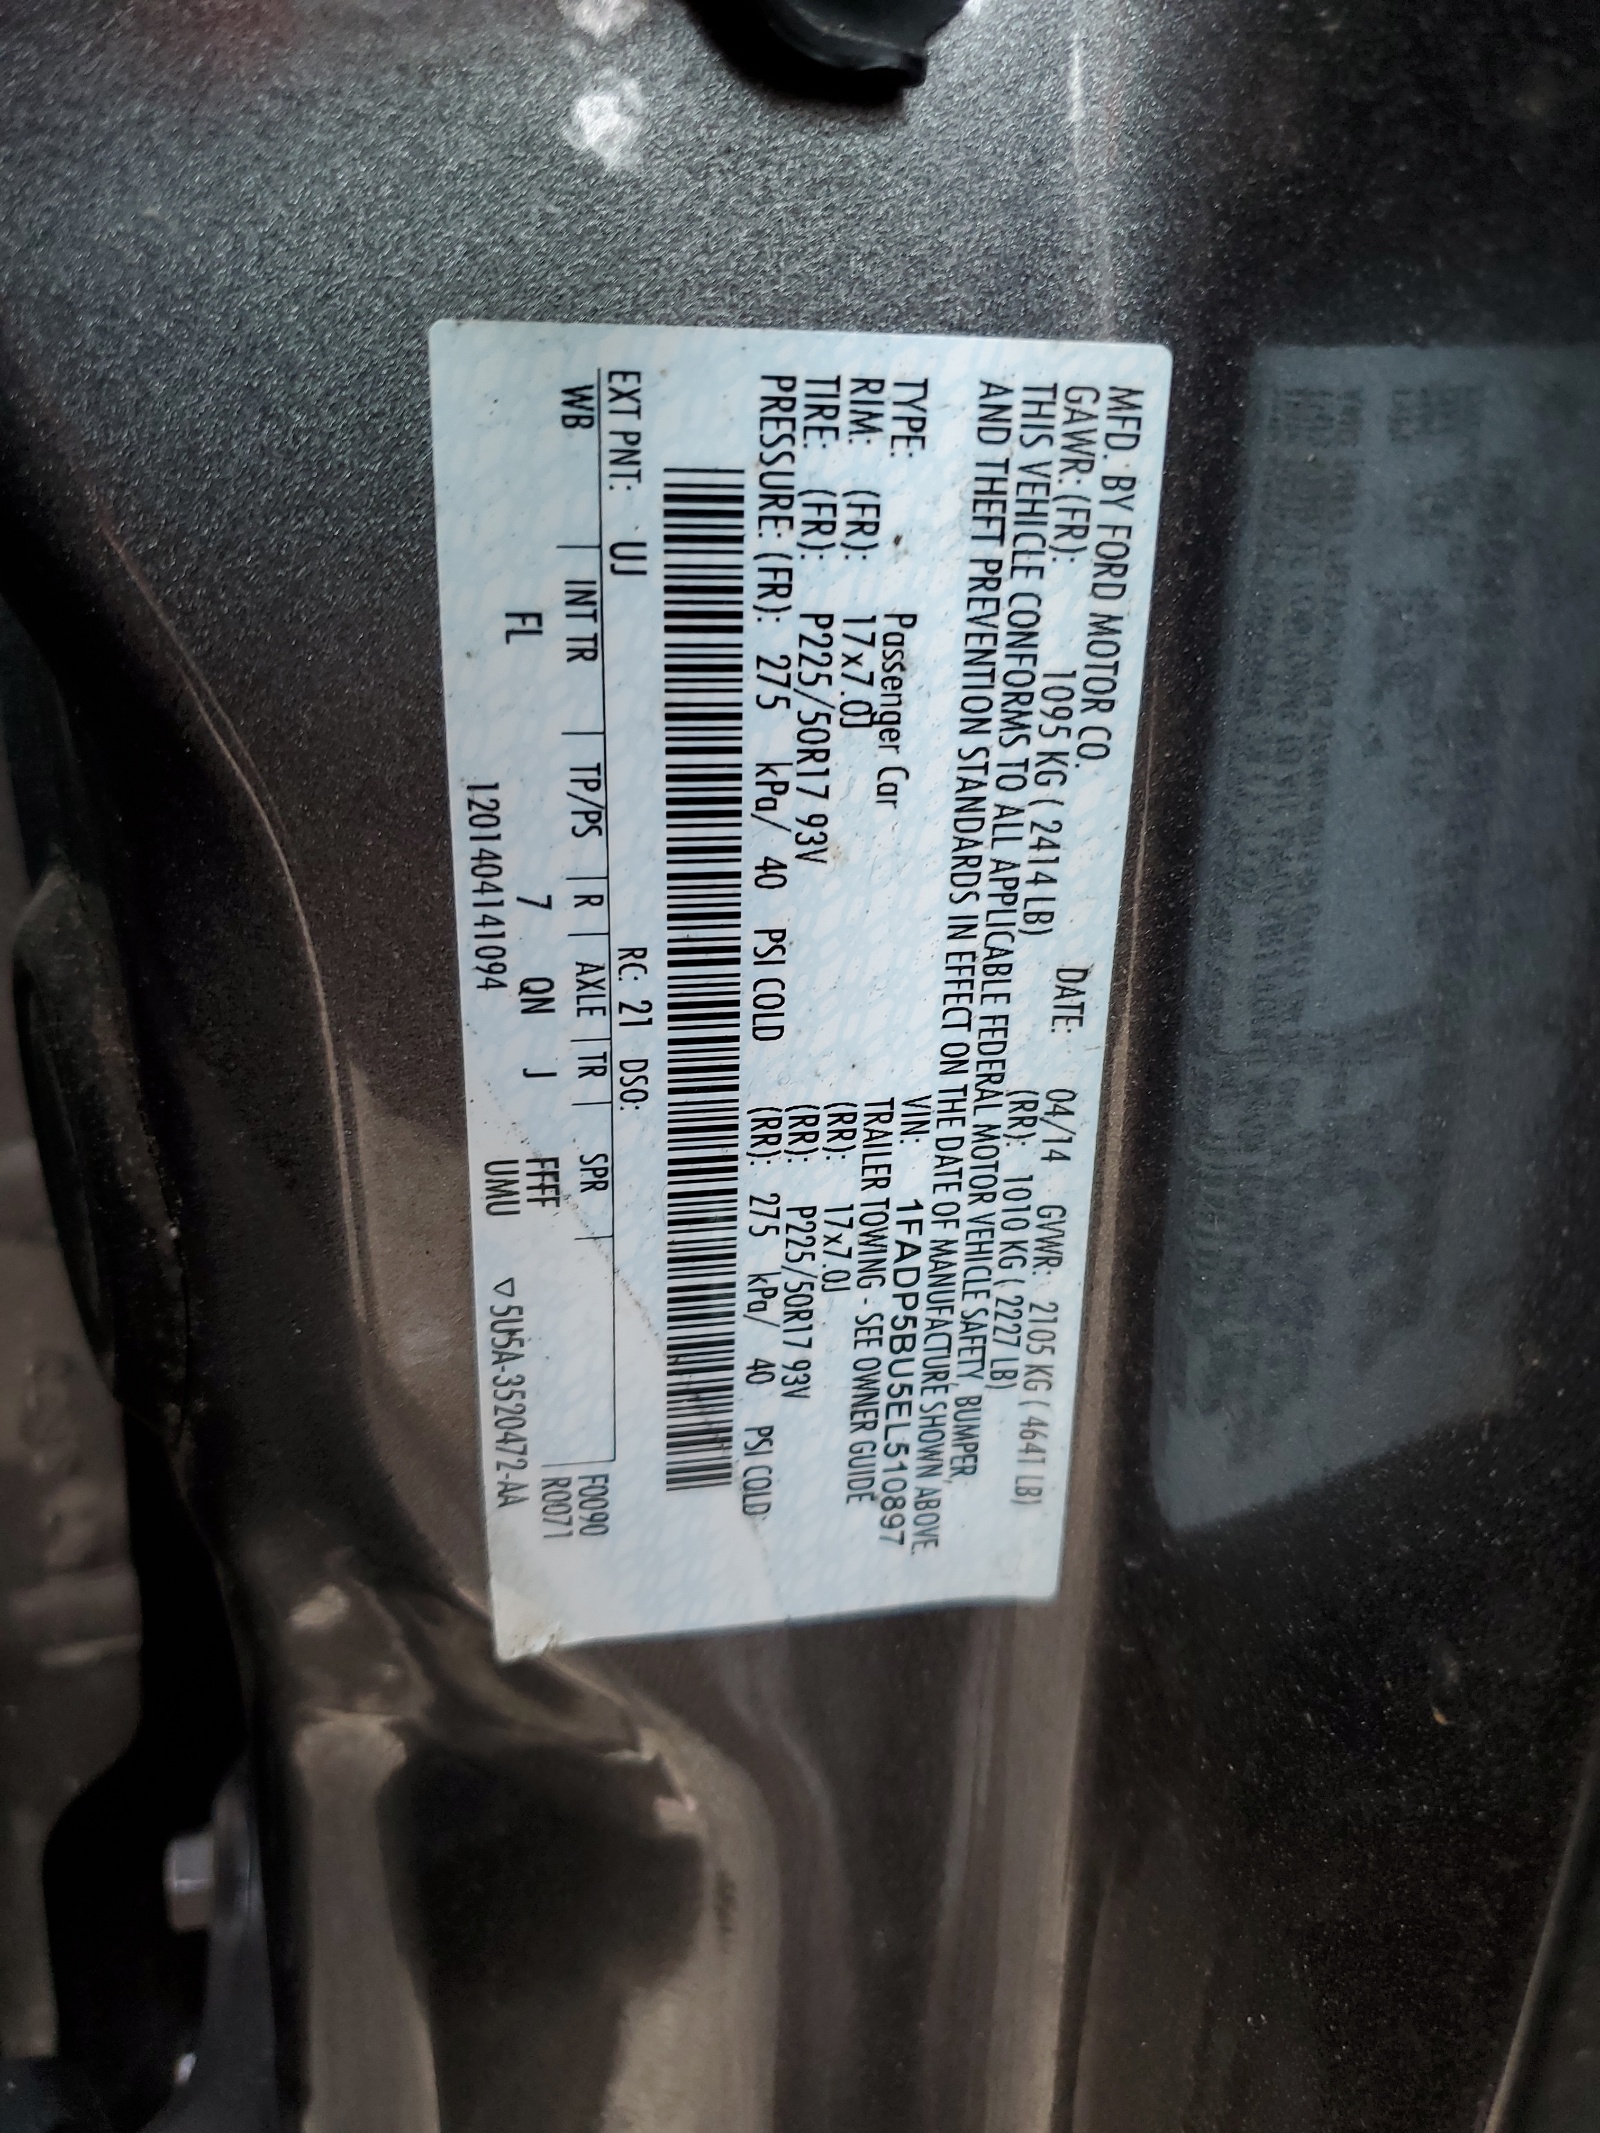 MFD. BY FORD MOTOR CO. DATE: 04/14 GVWR: 2105 KG ( 4641 LB)
GAWR: (FR): 1095 KG ( 2414 LB) (RR): 1010 KG ( 2227 LB)
THIS VEHICLE CONFORMS TO ALL APPLICABLE FEDERAL MOTOR VEHICLE SAFETY, BUMPER,
AND THEFT PREVENTION STANDARDS IN EFFECT ON THE DATE OF MANUFACTURE SHOWN ABOVE.
VIN: 1FADP5BU5EL510897
TYPE: Passenger Car TRAILER TOWING - SEE OWNER GUIDE
RIM: (FR): 17x7.0J (RR): 17x7.0J
TIRE: (FR): P225/50R17 93V (RR): P225/50R17 93V
PRESSURE: (FR): 275 kPa/ 40 PSI COLD (RR): 275 kPa/ 40 PSI COLD
EXT PNT: UJ RC: 21 DSO:
WB INT TR TP/PS R AXLE TR SPR F0090
FL 7 QN J FFFF R0071
UMU
1201404141094 ▽5U5A-3520472-AA